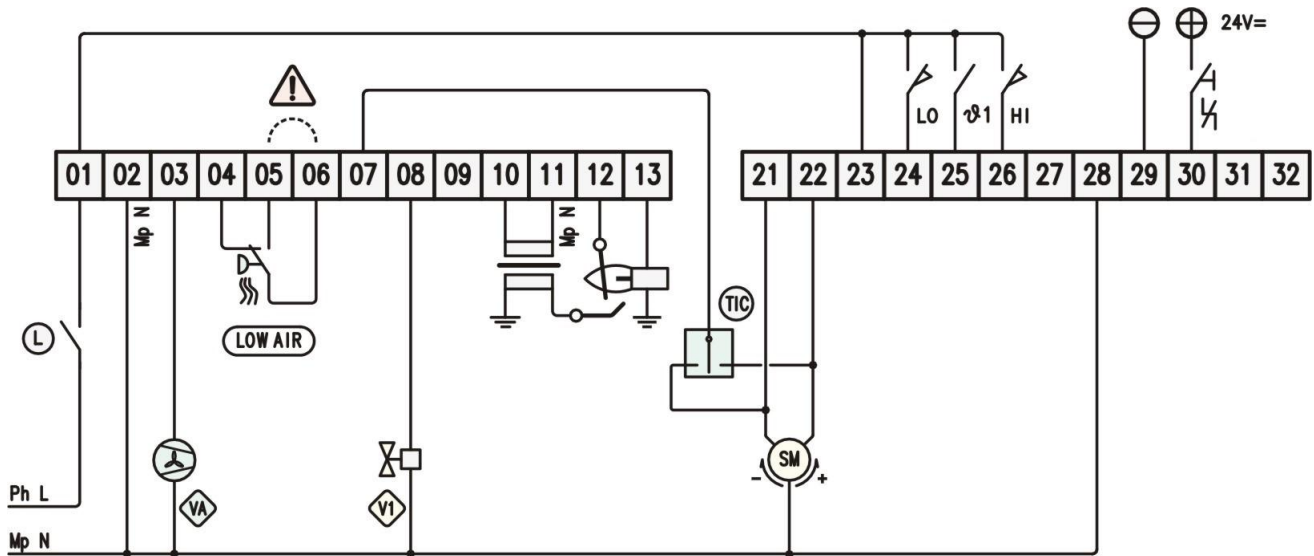 24V=
LO ϑ1 HI
01 02 03 04 05 06 07 08 09 10 11 12 13
21 22 23 24 25 26 27 28 29 30 31 32
Mp N
Mp N
TIC
L
LOW AIR
SM
- +
Ph L
VA
V1
Mp N